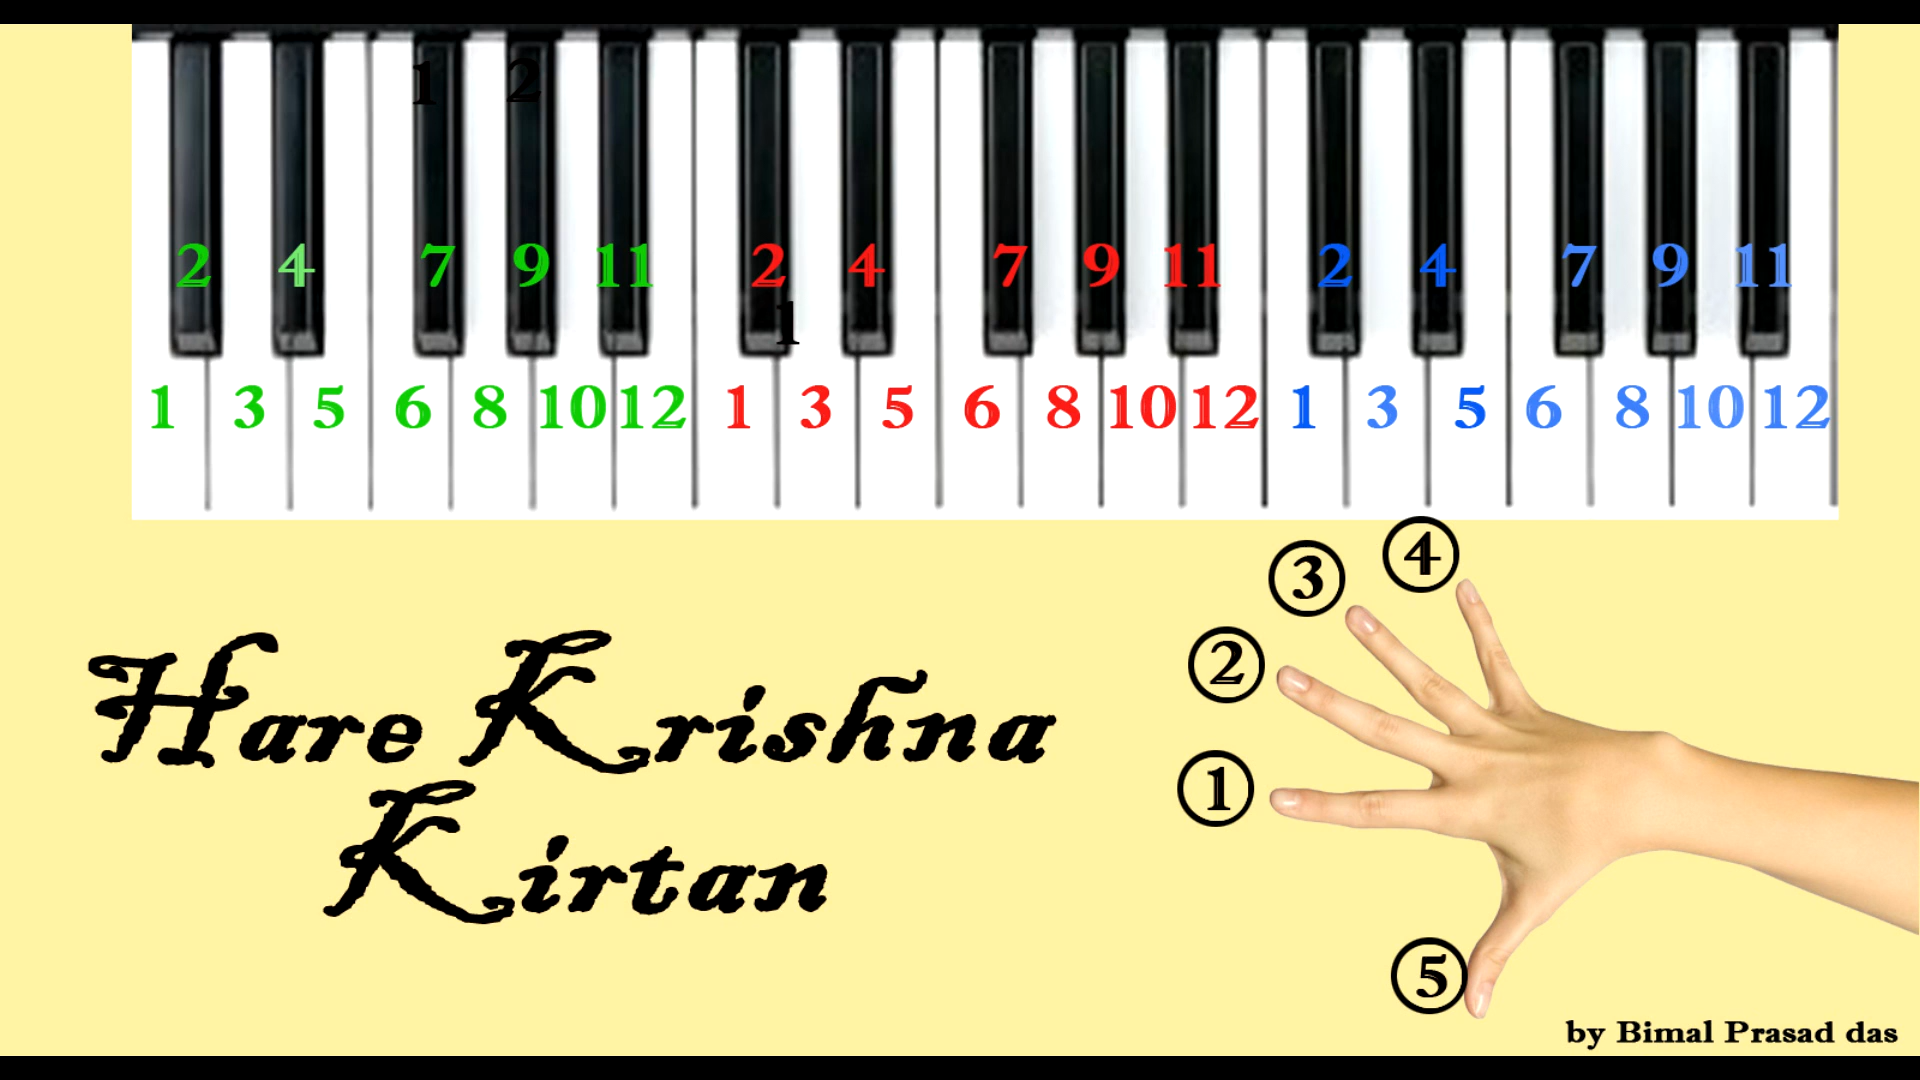 1 2
2 4 7 9 11 2 4 7 9 11 2 4 7 9 11
1
1 3 5 6 8 10 12 1 3 5 6 8 10 12 1 3 5 6 8 10 12
4
3
2
1
Hare Krishna
Kirtan
5
by Bimal Prasad das